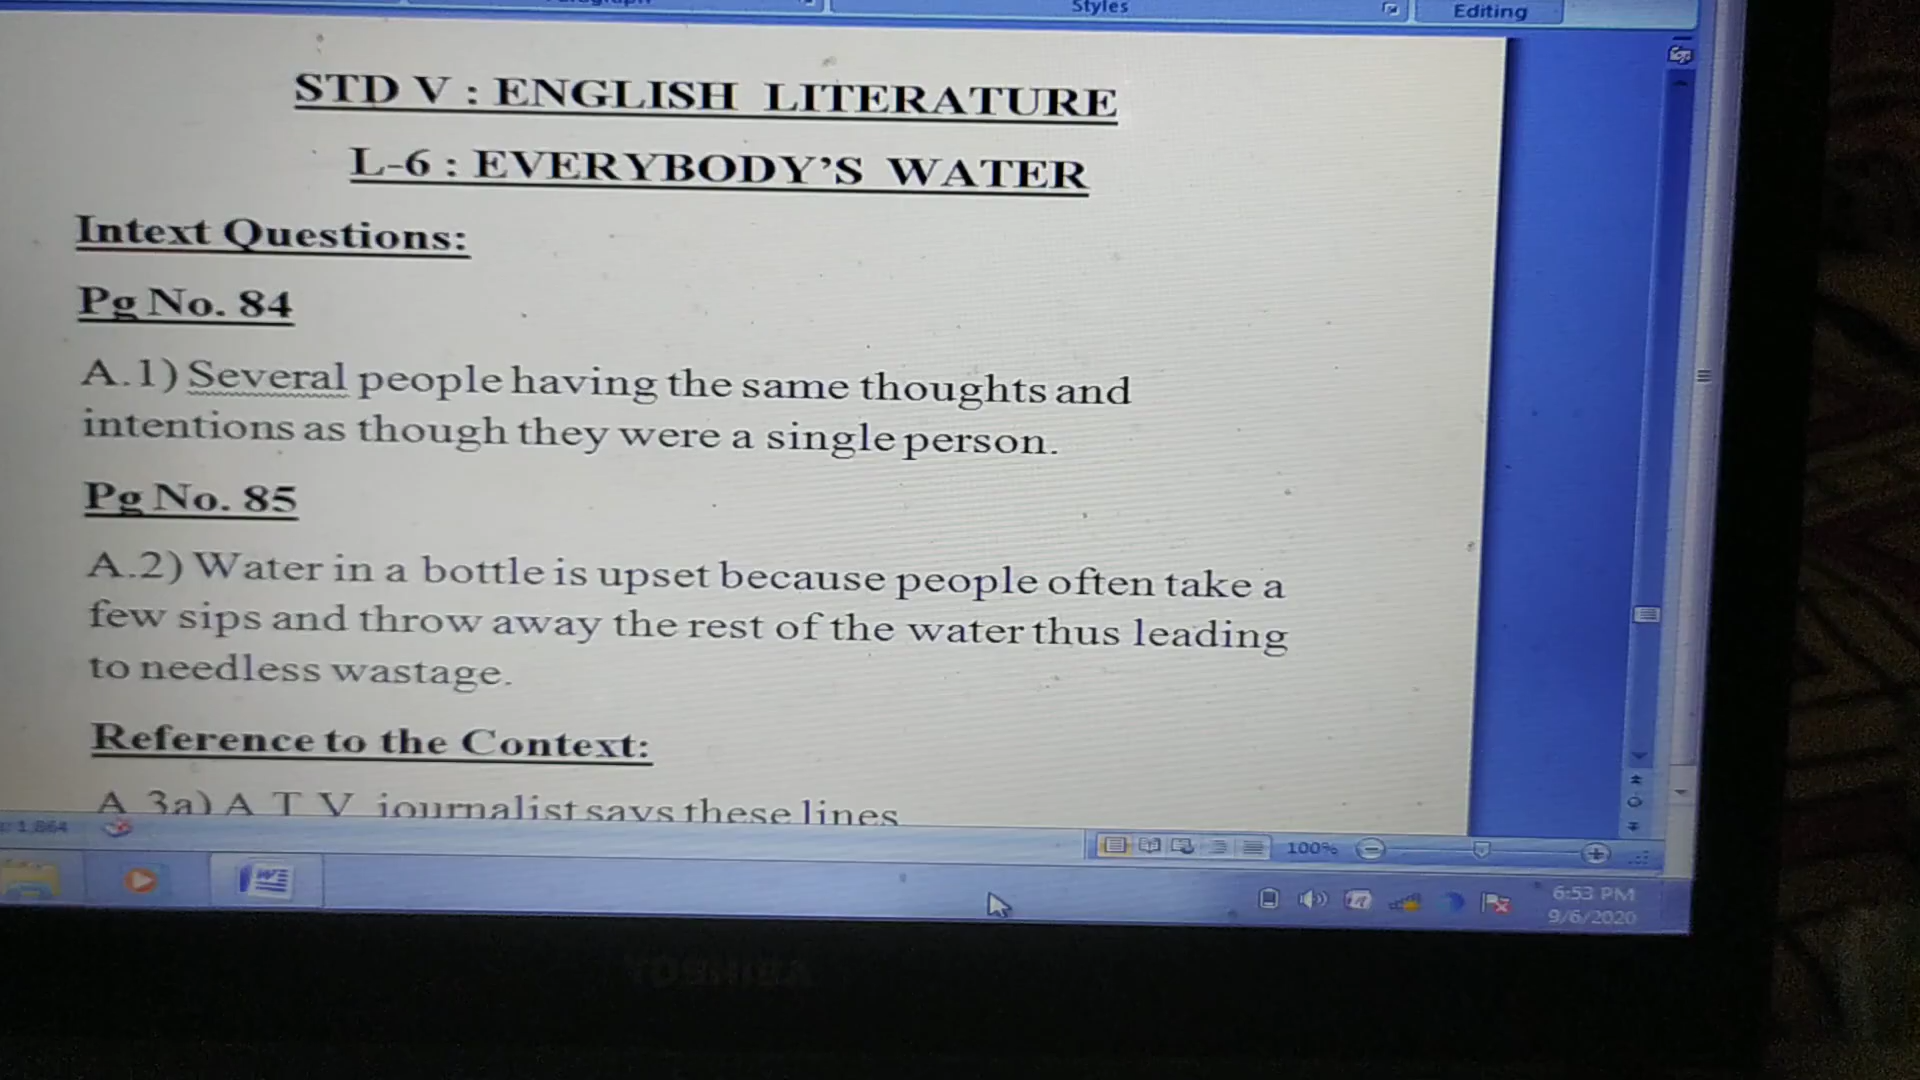 Styles
Editing
STD V : ENGLISH LITERATURE
L-6 : EVERYBODY'S WATER
Intext Questions:
Pg No. 84
A.1) Several people having the same thoughts and
intentions as though they were a single person.
Pg No. 85
A.2) Water in a bottle is upset because people often take a
few sips and throw away the rest of the water thus leading
to needless wastage.
Reference to the Context:
A 3a) A T V journalist says these lines
1,864
100%
6:53 PM
9/6/2020
TOSHIBA